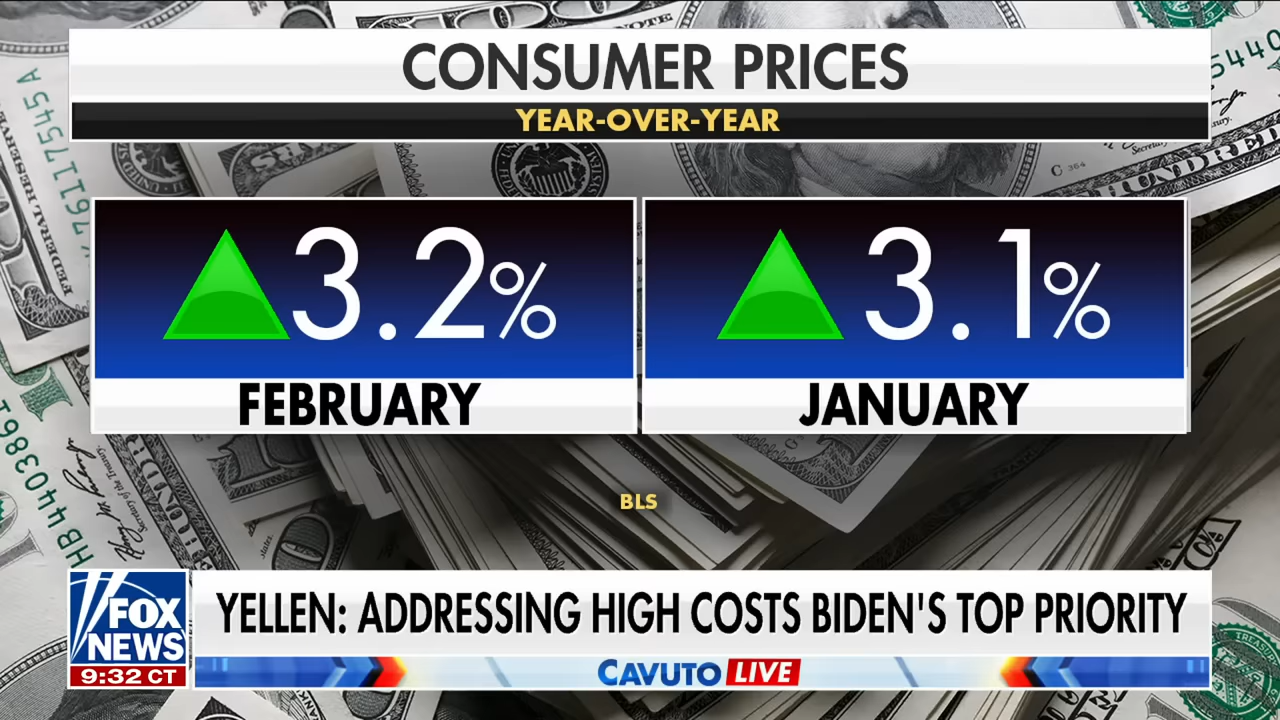 CONSUMER PRICES
YEAR-OVER-YEAR
3.2%
3.1%
FEBRUARY
JANUARY
BLS
YELLEN: ADDRESSING HIGH COSTS BIDEN'S TOP PRIORITY
FOX
NEWS
9:32 CT
CAVUTO LIVE